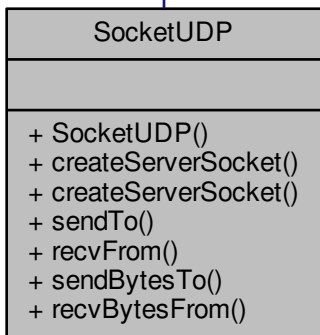 SocketUDP
+ SocketUDP()
+ createServerSocket()
+ createServerSocket()
+ sendTo()
+ recvFrom()
+ sendBytesTo()
+ recvBytesFrom()